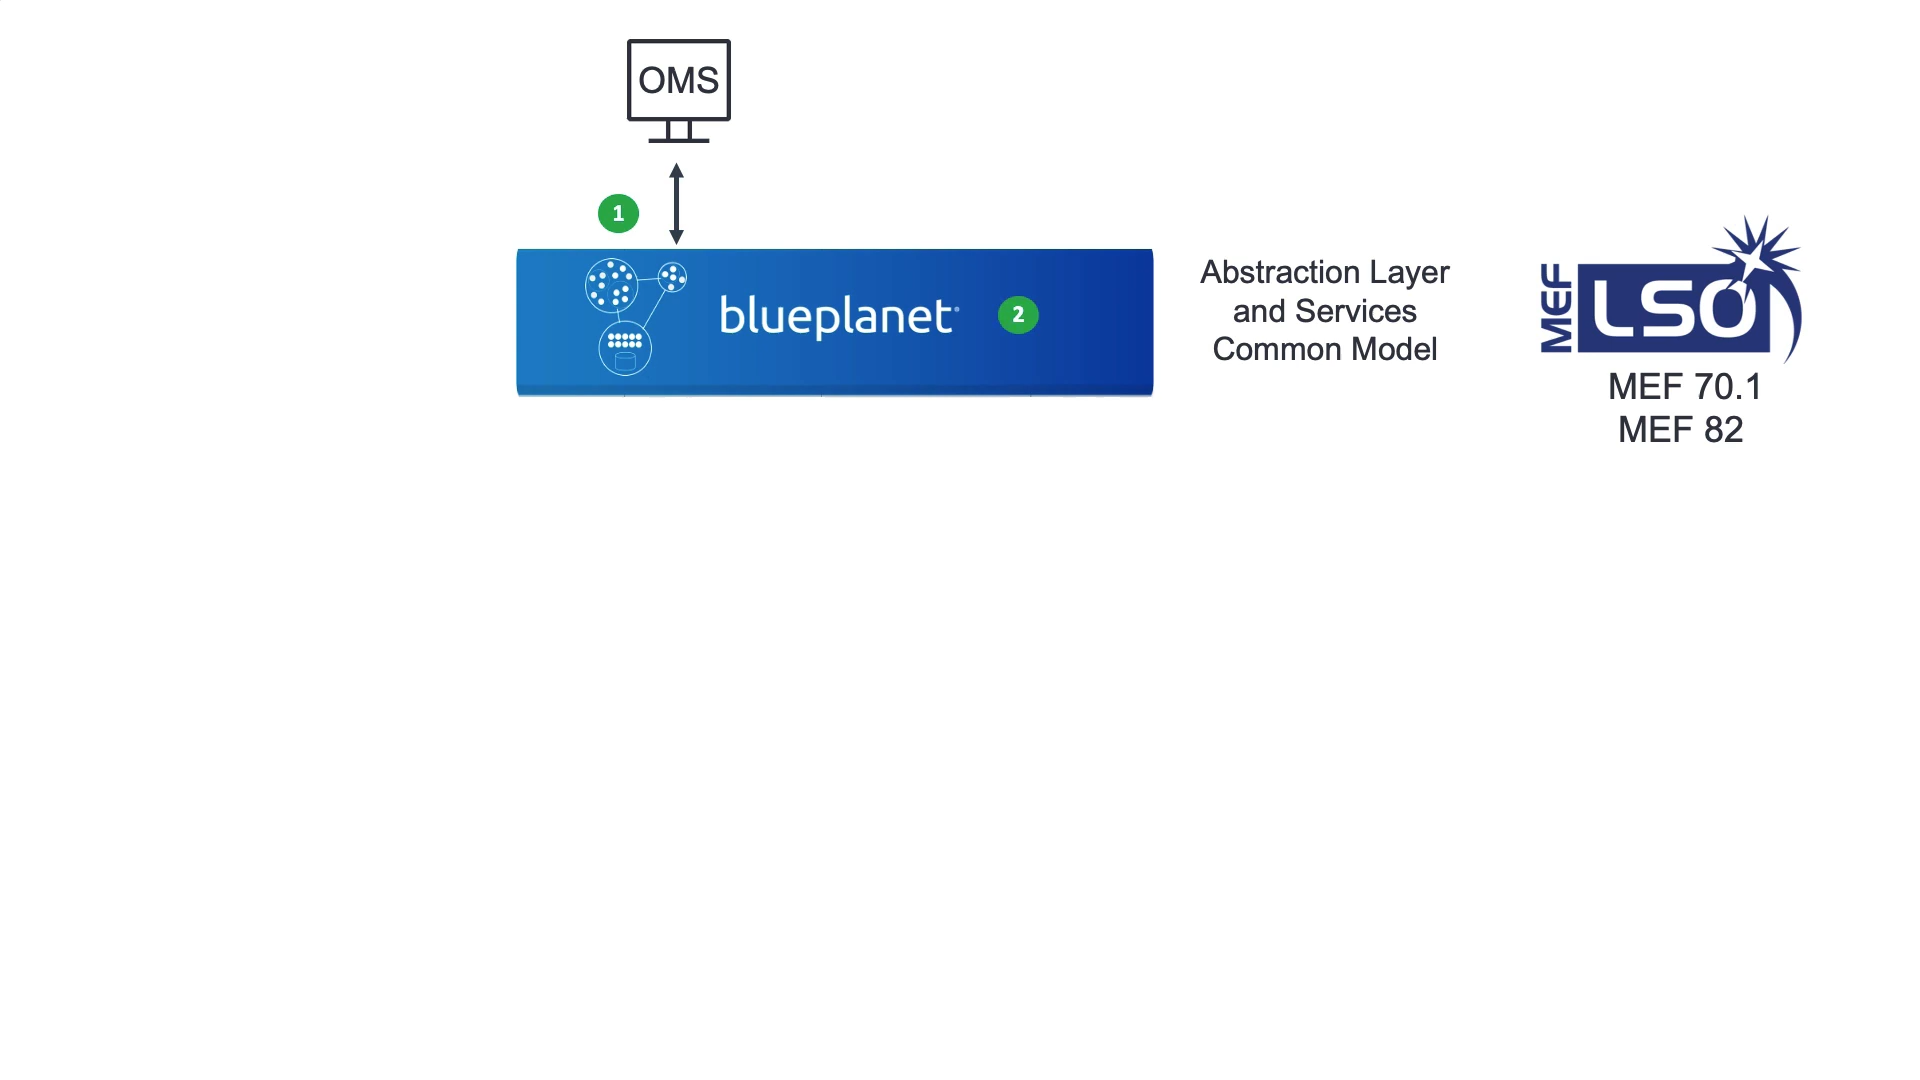 OMS
1
blueplanet
2
Abstraction Layer
and Services
Common Model
MEF
LSO
MEF 70.1
MEF 82